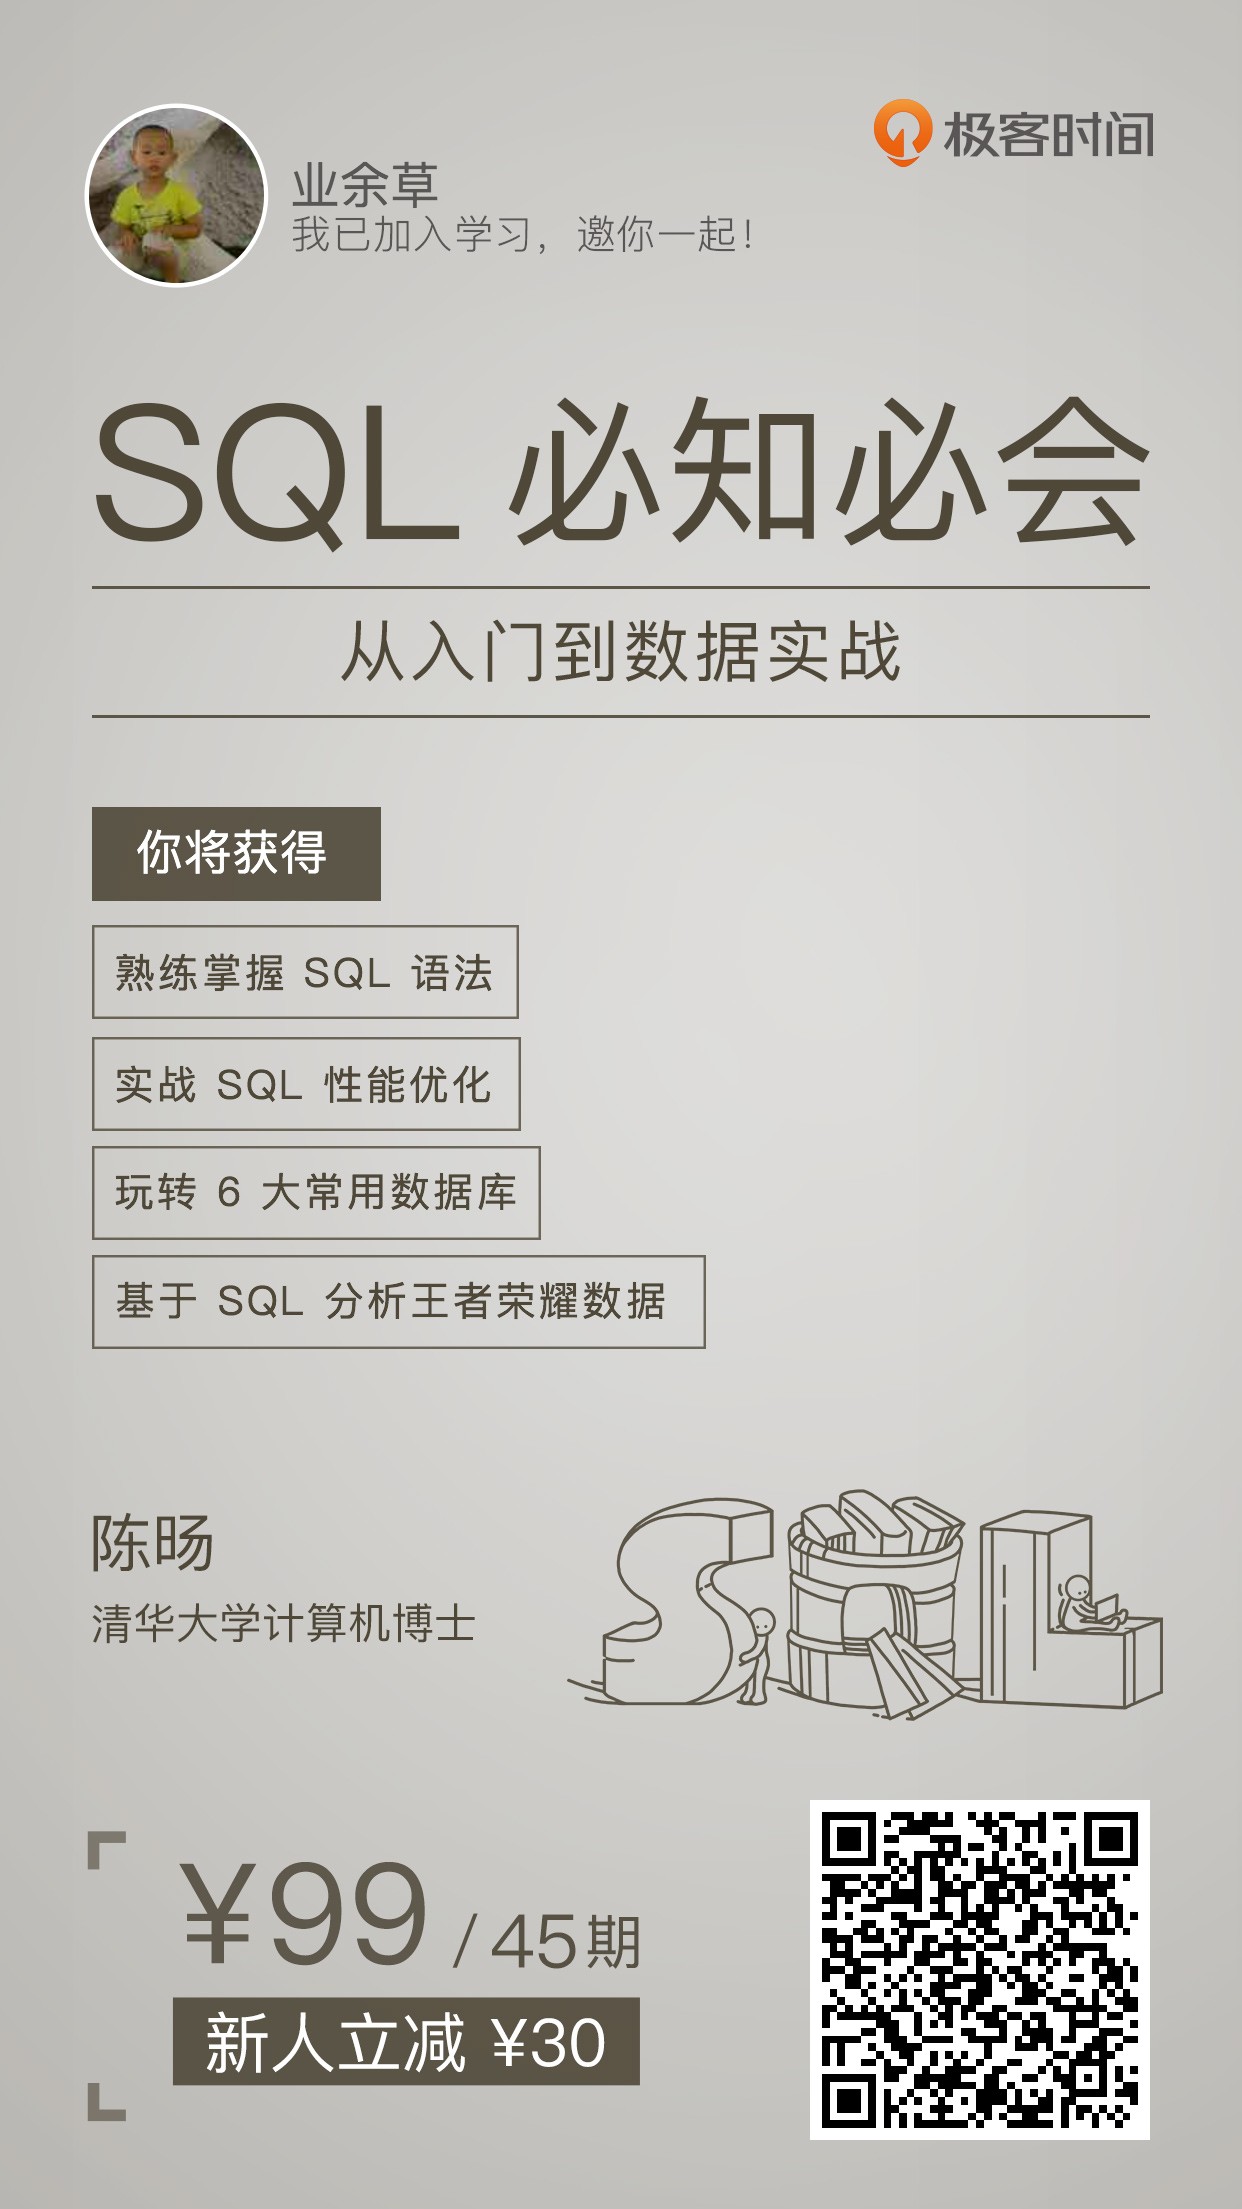 极客时间
业余草
我已加入学习，邀你一起！
SQL 必知必会
从入门到数据实战
你将获得
熟练掌握 SQL 语法
实战 SQL 性能优化
玩转 6 大常用数据库
基于 SQL 分析王者荣耀数据
陈旸
清华大学计算机博士
SQL
¥99 / 45期
新人立减 ¥30